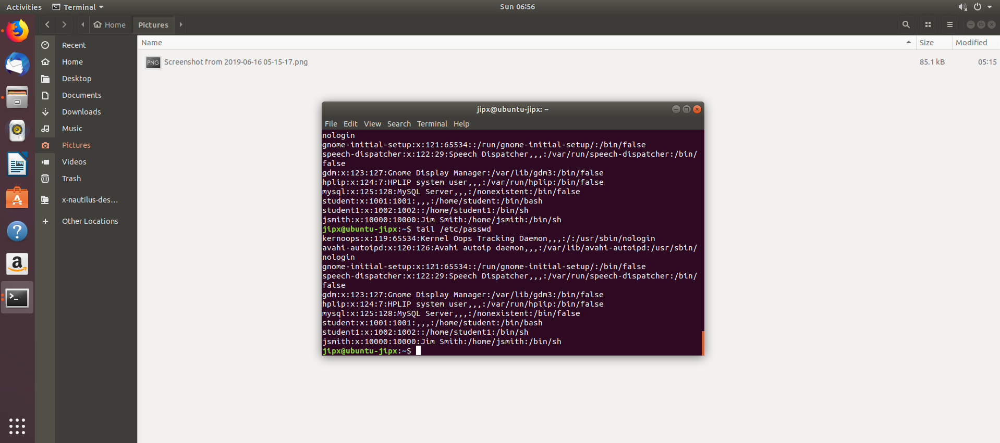 Activities
Terminal
Sun 06:56
Home
Pictures
Name
Size
Modified
Recent
Home
Desktop
Documents
Downloads
Music
Pictures
Videos
Trash
x-nautilus-des…
Other Locations
PNG
Screenshot from 2019-06-16 05-15-17.png
85.1 kB
05:15
jipx@ubuntu-jipx: ~
File Edit View Search Terminal Help
nologin
gnome-initial-setup:x:121:65534::/run/gnome-initial-setup/:/bin/false
speech-dispatcher:x:122:29:Speech Dispatcher,,,:/var/run/speech-dispatcher:/bin/
false
gdm:x:123:127:Gnome Display Manager:/var/lib/gdm3:/bin/false
hplip:x:124:7:HPLIP system user,,,:/var/run/hplip:/bin/false
mysql:x:125:128:MySQL Server,,,:/nonexistent:/bin/false
student:x:1001:1001:,,,:/home/student:/bin/bash
student1:x:1002:1002::/home/student1:/bin/sh
jsmith:x:10000:10000:Jim Smith:/home/jsmith:/bin/sh
jipx@ubuntu-jipx:~$ tail /etc/passwd
kernoops:x:119:65534:Kernel Oops Tracking Daemon,,,:/:/usr/sbin/nologin
avahi-autoipd:x:120:126:Avahi autoip daemon,,,:/var/lib/avahi-autoipd:/usr/sbin/
nologin
gnome-initial-setup:x:121:65534::/run/gnome-initial-setup/:/bin/false
speech-dispatcher:x:122:29:Speech Dispatcher,,,:/var/run/speech-dispatcher:/bin/
false
gdm:x:123:127:Gnome Display Manager:/var/lib/gdm3:/bin/false
hplip:x:124:7:HPLIP system user,,,:/var/run/hplip:/bin/false
mysql:x:125:128:MySQL Server,,,:/nonexistent:/bin/false
student:x:1001:1001:,,,:/home/student:/bin/bash
student1:x:1002:1002::/home/student1:/bin/sh
jsmith:x:10000:10000:Jim Smith:/home/jsmith:/bin/sh
jipx@ubuntu-jipx:~$